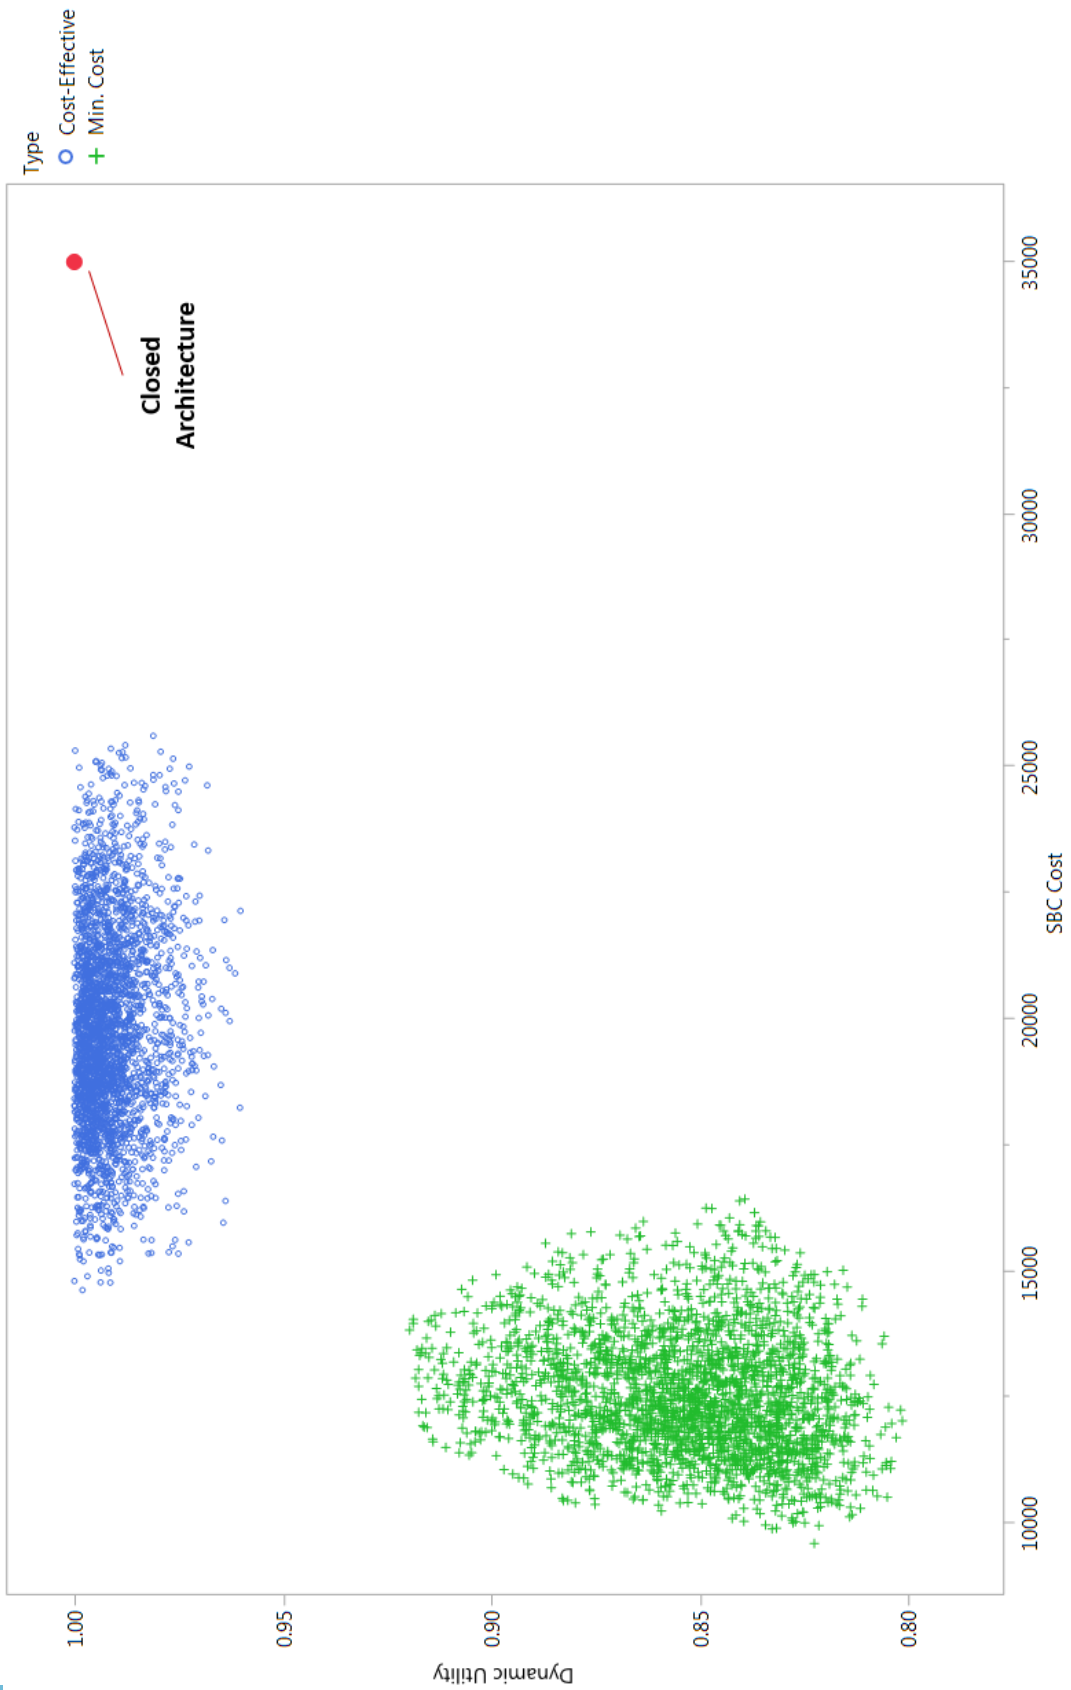 Type
Cost-Effective
Min. Cost
Closed
Architecture
1.00
0.95
0.90
0.85
0.80
Dynamic Utility
10000
15000
20000
25000
30000
35000
SBC Cost